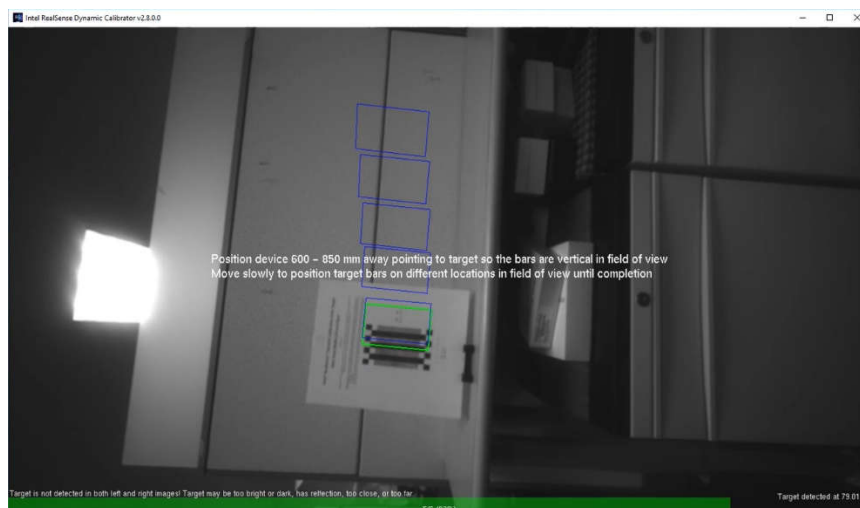 Intel RealSense Dynamic Calibrator v2.8.0.0
Position device 600 – 850 mm away pointing to target so the bars are vertical in field of view
Move slowly to position target bars on different locations in field of view until completion
Target is not detected in both left and right images! Target may be too bright or dark, has reflection, too close, or too far
Target detected at 79.01